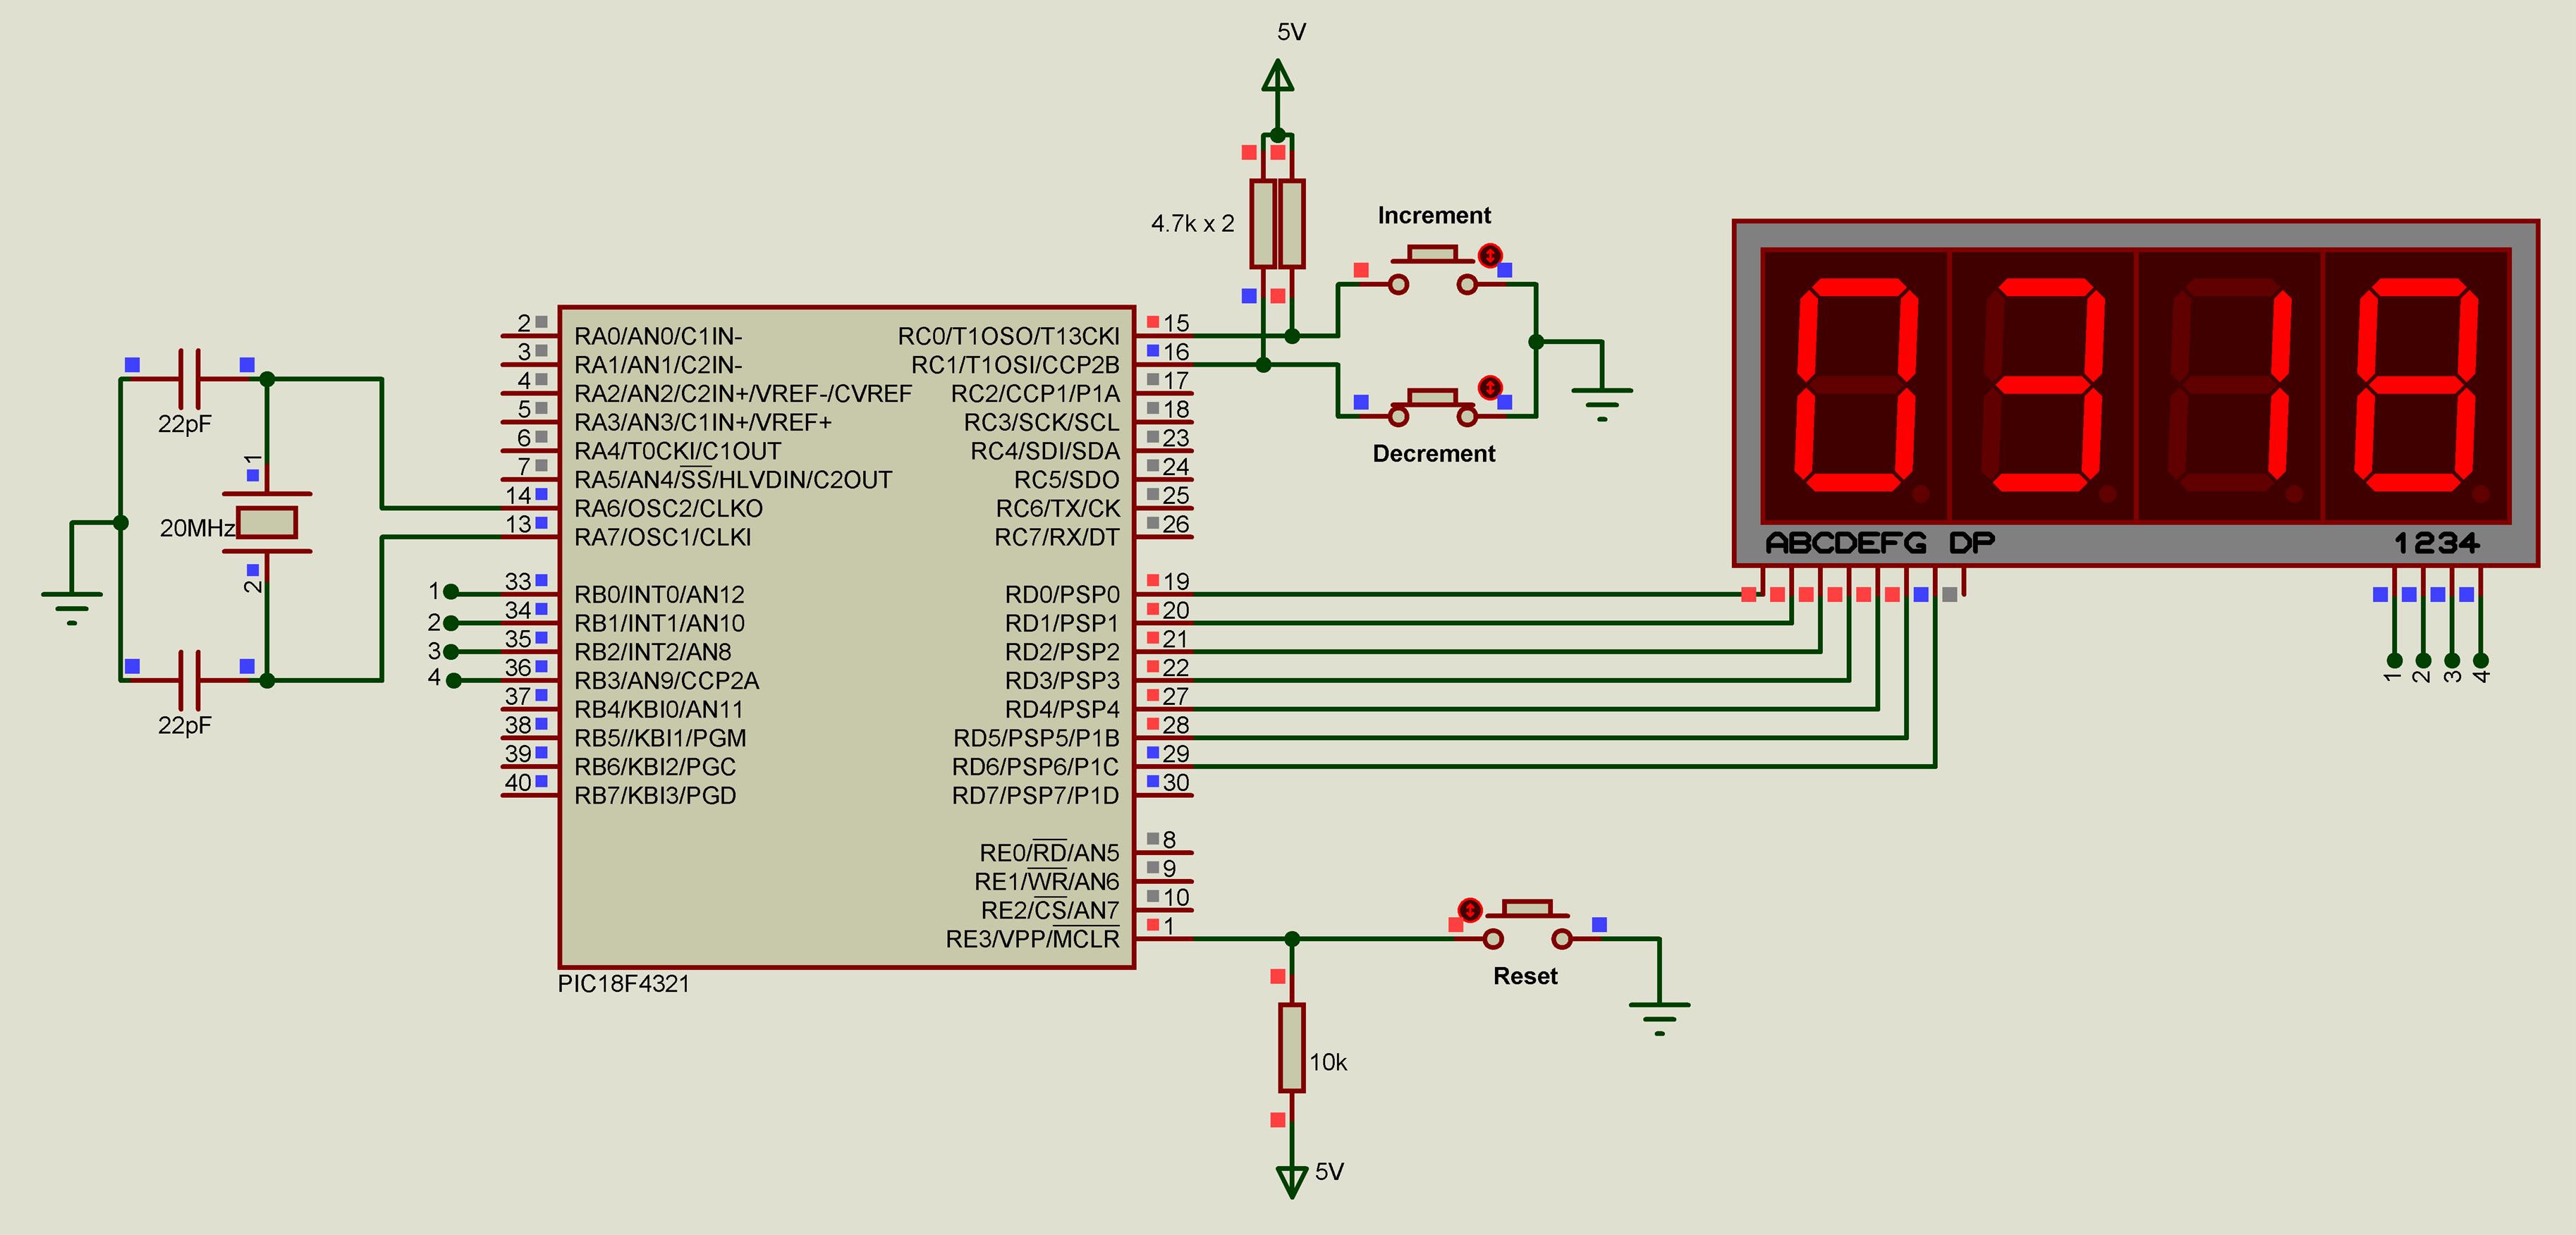 5V
4.7k x 2
Increment
Decrement
22pF
1
20MHz
2
22pF
2 RA0/AN0/C1IN-
3 RA1/AN1/C2IN-
4 RA2/AN2/C2IN+/VREF-/CVREF
5 RA3/AN3/C1IN+/VREF+
6 RA4/T0CKI/C1OUT
7 RA5/AN4/SS/HLVDIN/C2OUT
14 RA6/OSC2/CLKO
13 RA7/OSC1/CLKI
1 33 RB0/INT0/AN12
2 34 RB1/INT1/AN10
3 35 RB2/INT2/AN8
4 36 RB3/AN9/CCP2A
37 RB4/KBI0/AN11
38 RB5//KBI1/PGM
39 RB6/KBI2/PGC
40 RB7/KBI3/PGD
RC0/T1OSO/T13CKI 15
RC1/T1OSI/CCP2B 16
RC2/CCP1/P1A 17
RC3/SCK/SCL 18
RC4/SDI/SDA 23
RC5/SDO 24
RC6/TX/CK 25
RC7/RX/DT 26
RD0/PSP0 19
RD1/PSP1 20
RD2/PSP2 21
RD3/PSP3 22
RD4/PSP4 27
RD5/PSP5/P1B 28
RD6/PSP6/P1C 29
RD7/PSP7/P1D 30
RE0/RD/AN5 8
RE1/WR/AN6 9
RE2/CS/AN7 10
RE3/VPP/MCLR 1
PIC18F4321
0318
ABCDEFG DP 1234
1 2 3 4
Reset
10k
5V